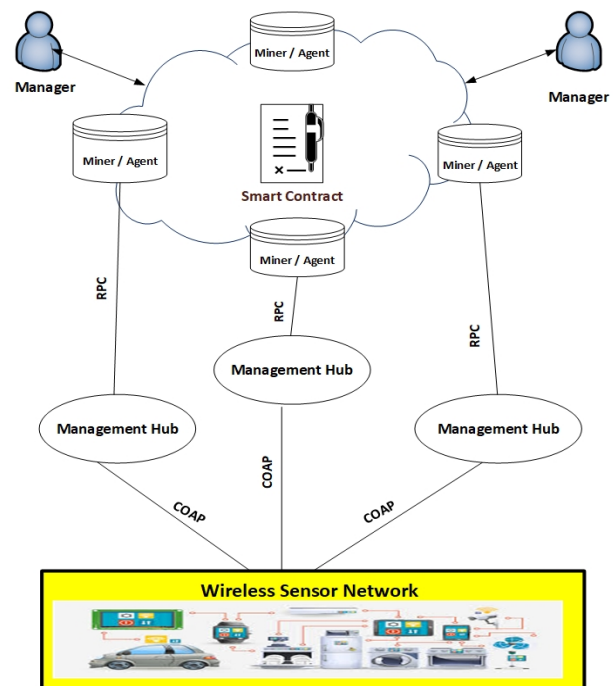 Miner / Agent
Manager
Manager
Miner / Agent
Miner / Agent
Smart Contract
Miner / Agent
RPC
RPC
RPC
Management Hub
Management Hub
Management Hub
COAP
COAP
COAP
Wireless Sensor Network